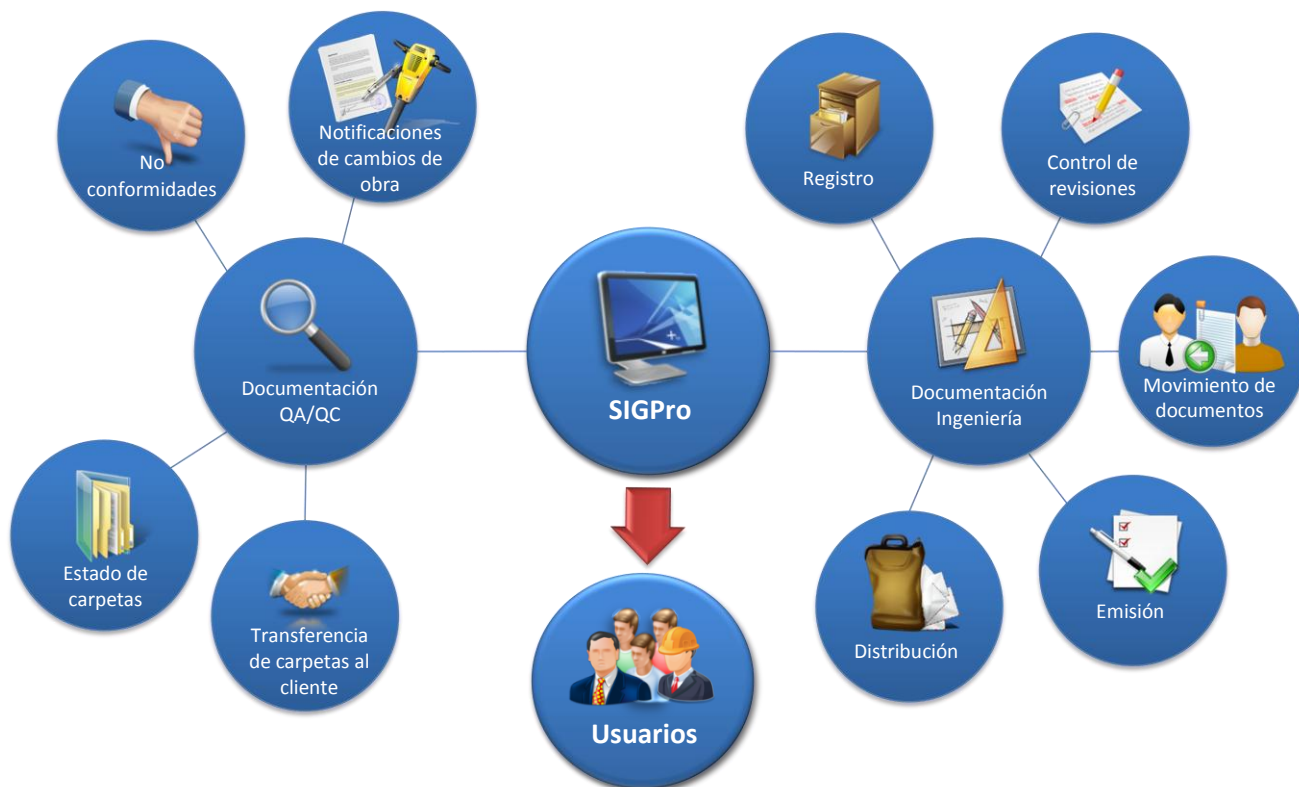 No
conformidades
Notificaciones
de cambios de
obra
Documentación
QA/QC
Estado de
carpetas
Transferencia
de carpetas al
cliente
SIGPro
Usuarios
Registro
Control de
revisiones
Documentación
Ingeniería
Movimiento de
documentos
Distribución
Emisión